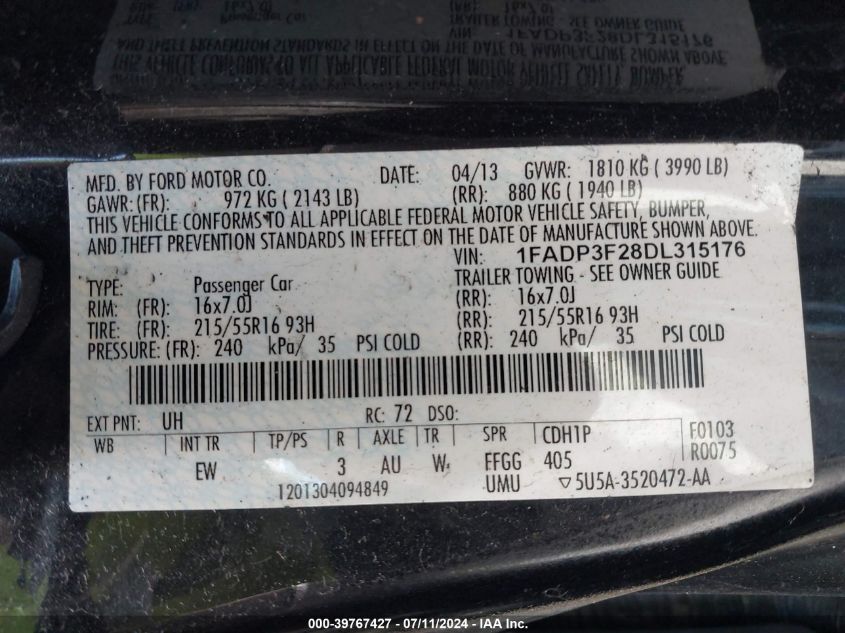 MFD. BY FORD MOTOR CO. DATE: 04/13 GVWR: 1810 KG ( 3990 LB)
GAWR: (FR): 972 KG ( 2143 LB) (RR): 880 KG ( 1940 LB)
THIS VEHICLE CONFORMS TO ALL APPLICABLE FEDERAL MOTOR VEHICLE SAFETY, BUMPER,
AND THEFT PREVENTION STANDARDS IN EFFECT ON THE DATE OF MANUFACTURE SHOWN ABOVE.
VIN: 1FADP3F28DL315176
TYPE: Passenger Car TRAILER TOWING - SEE OWNER GUIDE
RIM: (FR): 16x7.0J (RR): 16x7.0J
TIRE: (FR): 215/55R16 93H (RR): 215/55R16 93H
PRESSURE: (FR): 240 kPa/ 35 PSI COLD (RR): 240 kPa/ 35 PSI COLD
EXT PNT: UH RC: 72 DSO:
WB INT TR TP/PS R AXLE TR SPR CDH1P F0103
EW 3 AU W EFGG 405 R0075
1201304094849 UMU ▽5U5A-3520472-AA
000-39767427 - 07/11/2024 - IAA Inc.